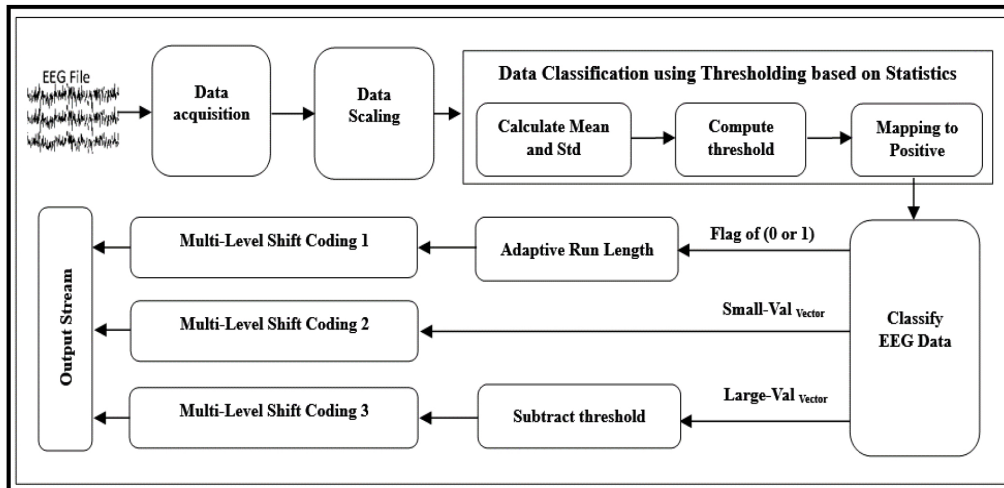 EEG File
Data
acquisition
Data
Scaling
Data Classification using Thresholding based on Statistics
Calculate Mean
and Std
Compute
threshold
Mapping to
Positive
Output Stream
Multi-Level Shift Coding 1
Adaptive Run Length
Flag of (0 or 1)
Multi-Level Shift Coding 2
Small-Val Vector
Classify
EEG Data
Multi-Level Shift Coding 3
Subtract threshold
Large-Val Vector